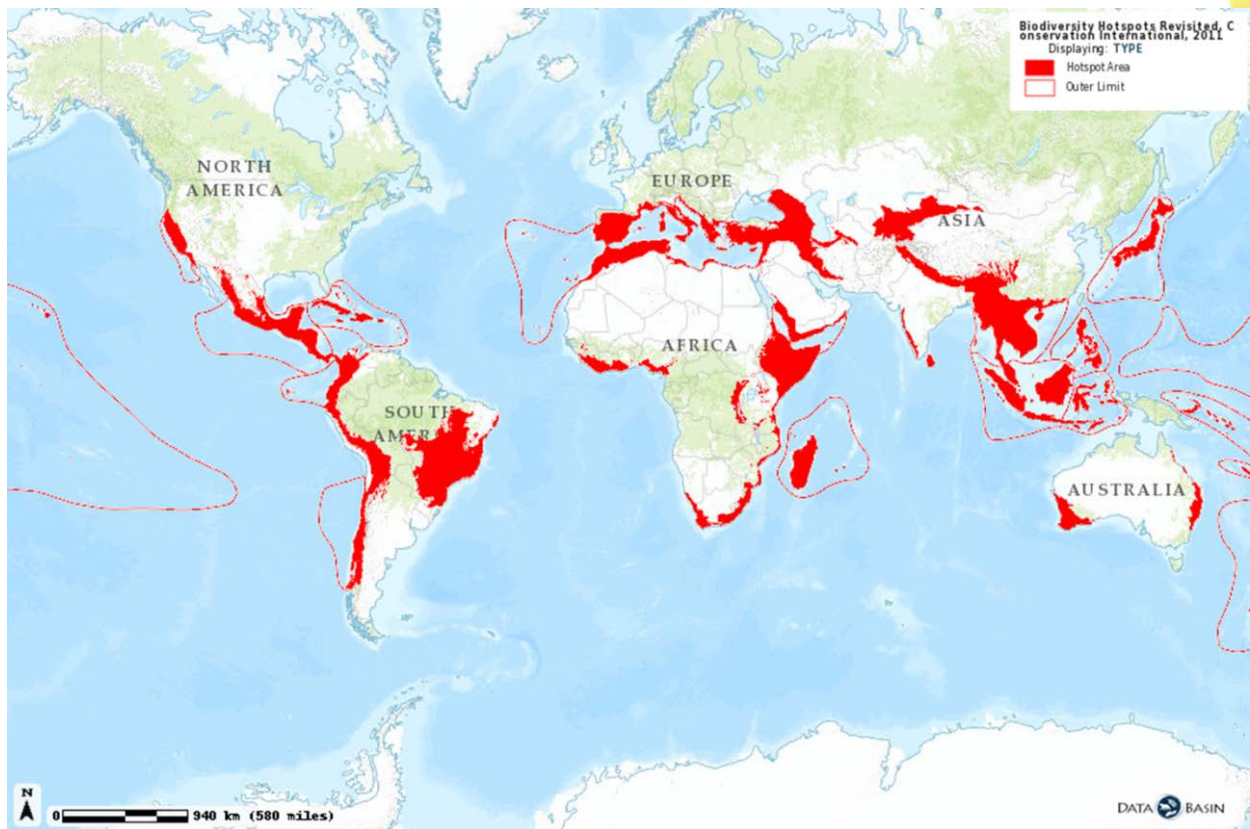 Biodiversity Hotspots Revisited, C
onservation International, 2011
Displaying: TYPE
Hotspot Area
Outer Limit
NORTH
AMERICA
EUROPE
ASIA
AFRICA
SOUTH
AMER
AUSTRALIA
N
0 940 km (580 miles)
DATA BASIN